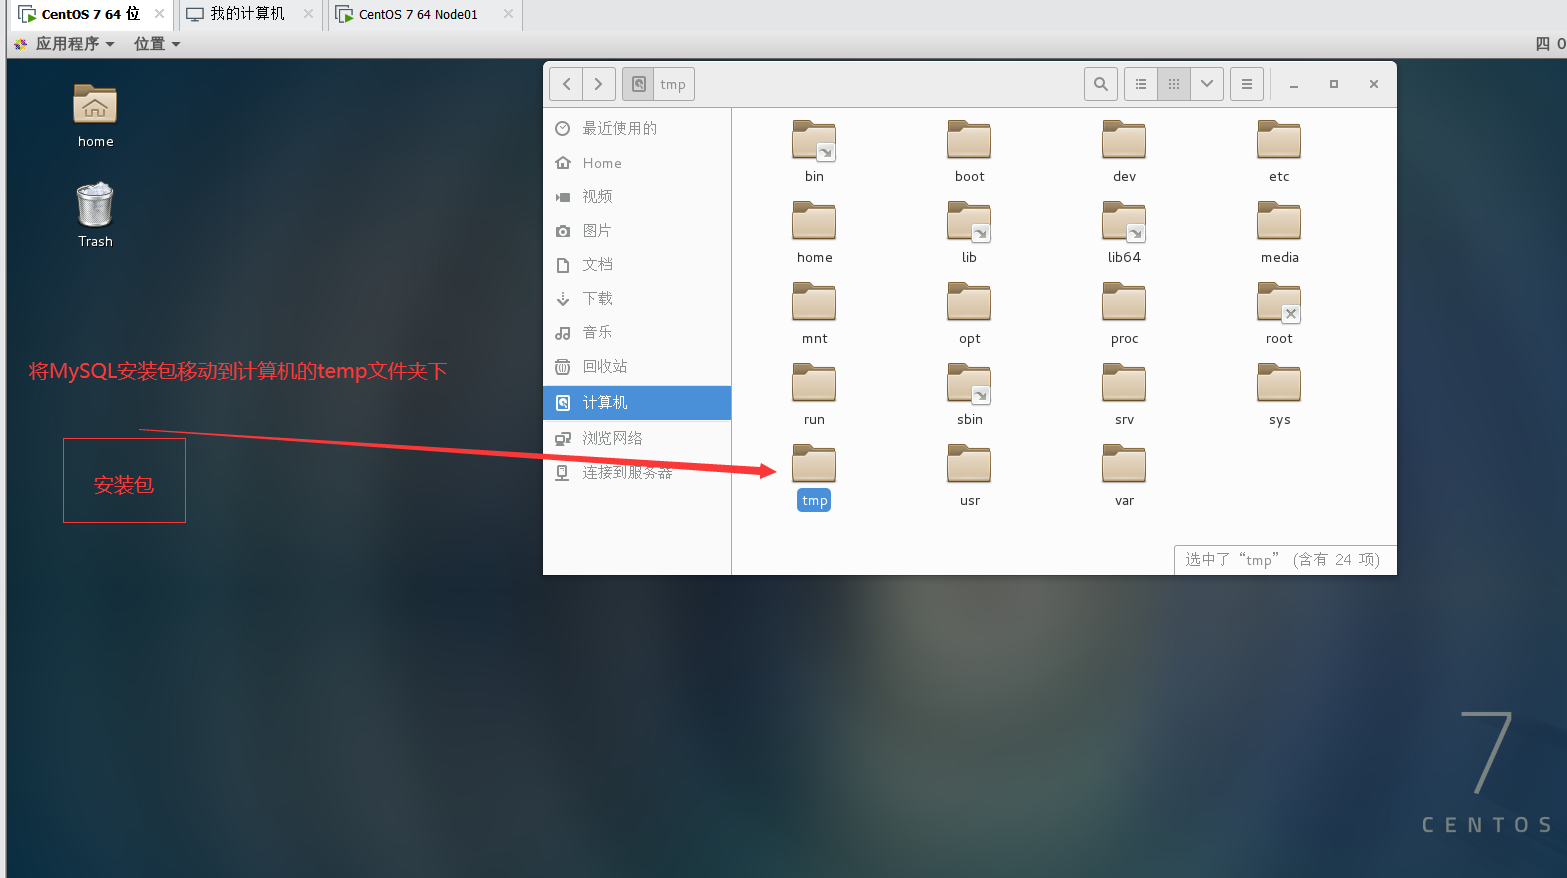 CentOS 7 64 位
我的计算机
CentOS 7 64 Node01
应用程序 位置
四 0
home
Trash
tmp
最近使用的
Home
视频
图片
文档
下载
音乐
回收站
计算机
浏览网络
连接到服务器
bin boot dev etc
home lib lib64 media
mnt opt proc root
run sbin srv sys
tmp usr var
选中了“tmp” (含有 24 项)
将MySQL安装包移动到计算机的temp文件夹下
安装包
7
CENTOS